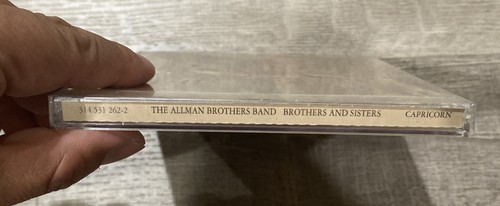 314 531 262-2 THE ALLMAN BROTHERS BAND BROTHERS AND SISTERS CAPRICORN